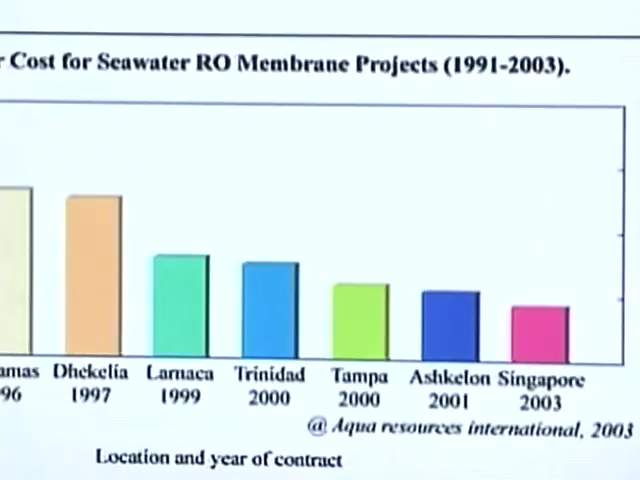 r Cost for Seawater RO Membrane Projects (1991-2003).
amas Dhekelia Larnaca Trinidad Tampa Ashkelon Singapore
96 1997 1999 2000 2000 2001 2003
@ Aqua resources international, 2003
Location and year of contract